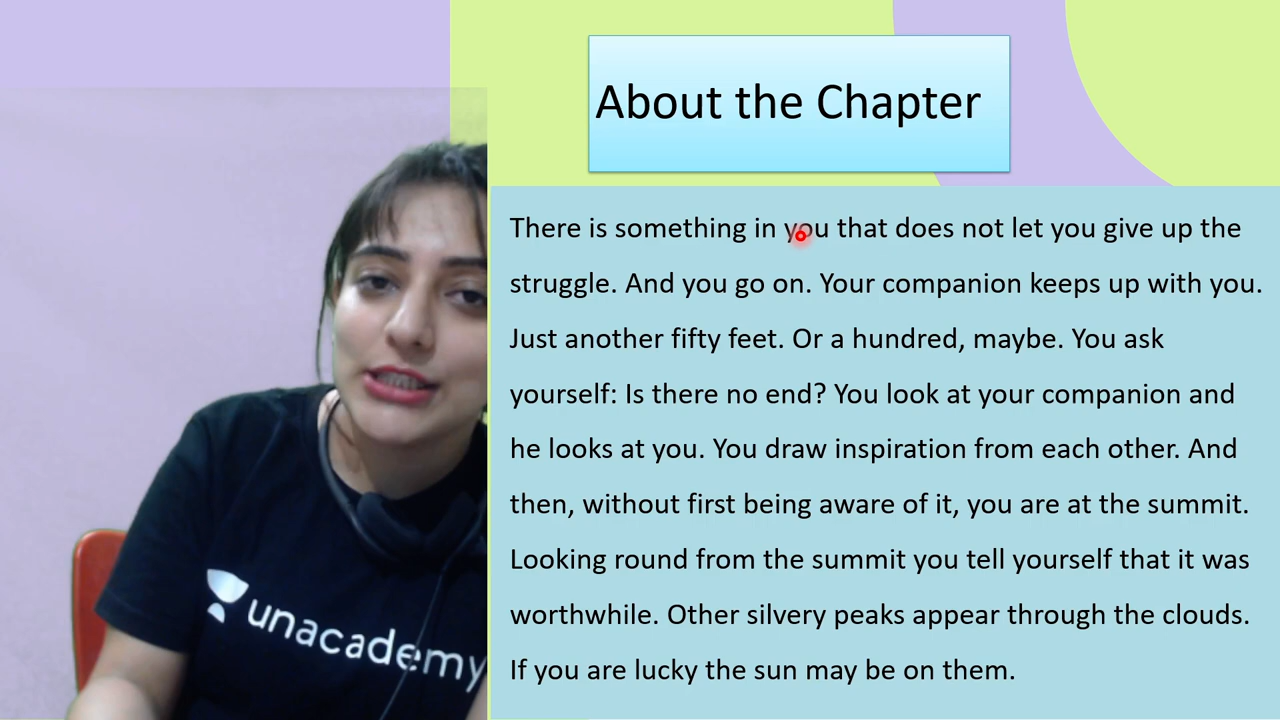 About the Chapter
There is something in you that does not let you give up the
struggle. And you go on. Your companion keeps up with you.
Just another fifty feet. Or a hundred, maybe. You ask
yourself: Is there no end? You look at your companion and
he looks at you. You draw inspiration from each other. And
then, without first being aware of it, you are at the summit.
Looking round from the summit you tell yourself that it was
worthwhile. Other silvery peaks appear through the clouds.
If you are lucky the sun may be on them.
unacademy